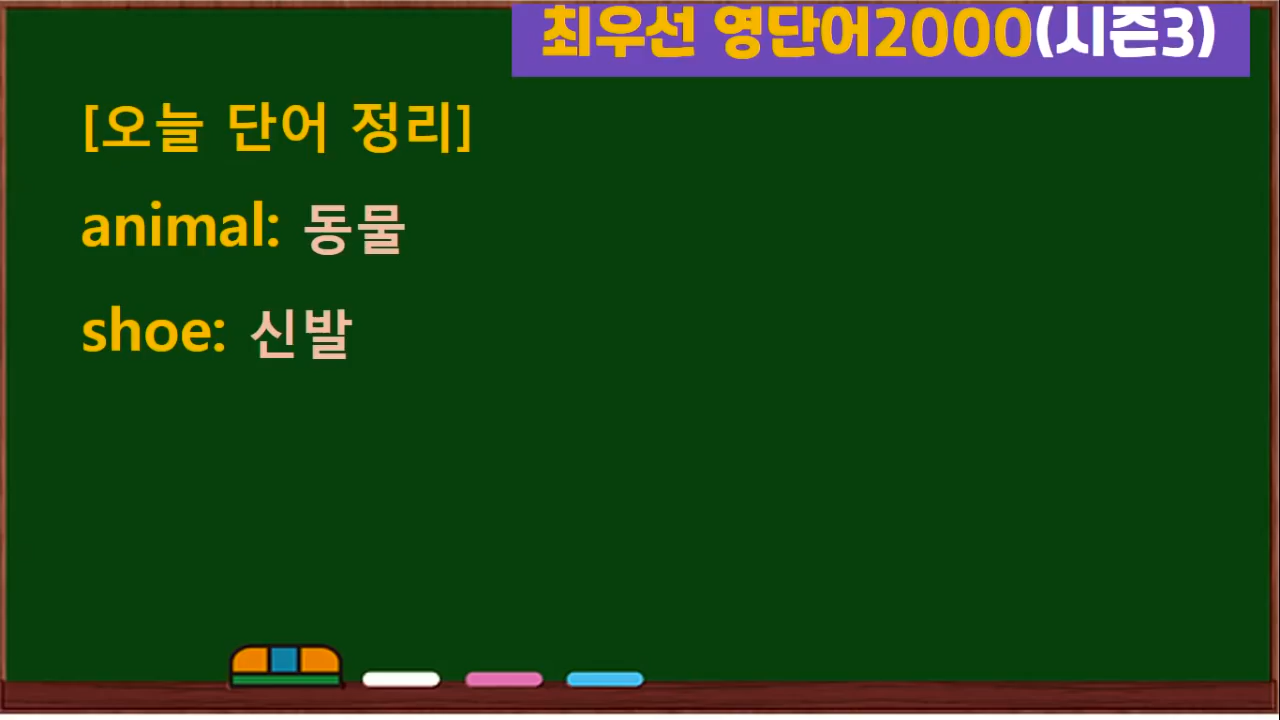 최우선 영단어2000(시즌3)
[오늘 단어 정리]
animal: 동물
shoe: 신발